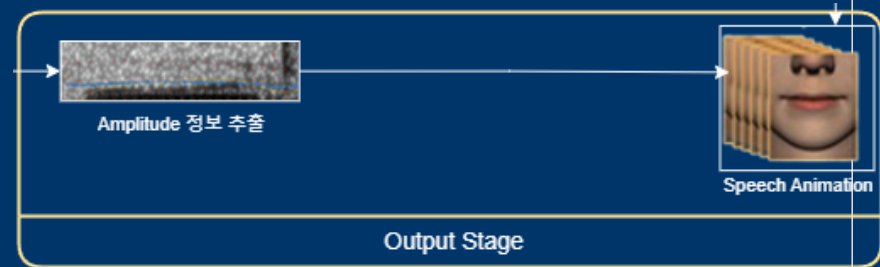 Amplitude 정보 추출
Speech Animation
Output Stage